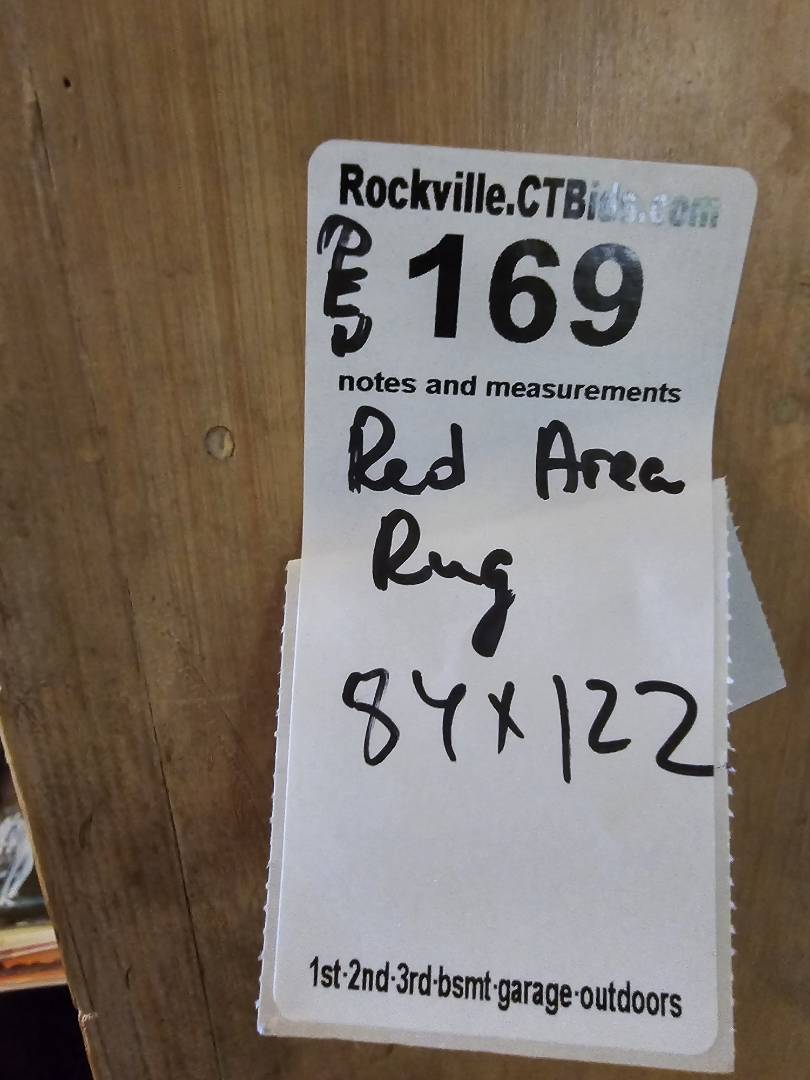 Rockville.CTBids.com
169
notes and measurements
Red Area
Rug
84x122
1st·2nd·3rd·bsmt·garage·outdoors